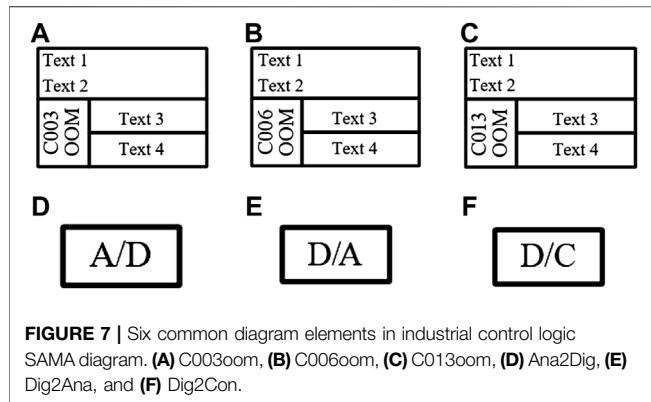 A
B
C
Text 1
Text 2
C003
OOM
Text 3
Text 4
Text 1
Text 2
C006
OOM
Text 3
Text 4
Text 1
Text 2
C013
OOM
Text 3
Text 4
D
E
F
A/D
D/A
D/C
FIGURE 7 | Six common diagram elements in industrial control logic
SAMA diagram. (A) C003oom, (B) C006oom, (C) C013oom, (D) Ana2Dig, (E)
Dig2Ana, and (F) Dig2Con.